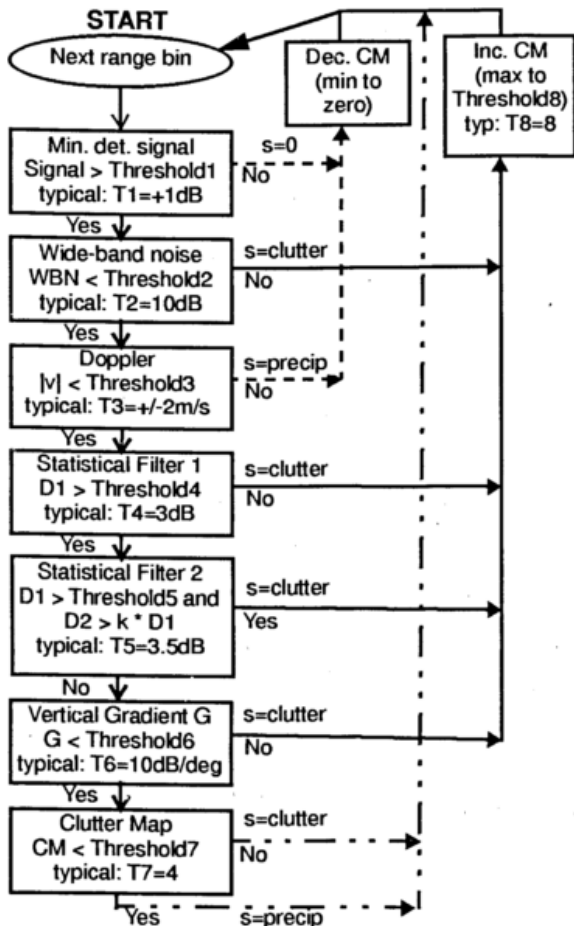 START
Next range bin
Dec. CM
(min to
zero)
Inc. CM
(max to
Threshold8)
typ: T8=8
Min. det. signal
Signal > Threshold1
typical: T1=+1dB
s=0
No
Yes
Wide-band noise
WBN < Threshold2
typical: T2=10dB
s=clutter
No
Yes
Doppler
|v| < Threshold3
typical: T3=+/-2m/s
s=precip
No
Yes
Statistical Filter 1
D1 > Threshold4
typical: T4=3dB
s=clutter
No
Yes
Statistical Filter 2
D1 > Threshold5 and
D2 > k * D1
typical: T5=3.5dB
s=clutter
Yes
No
Vertical Gradient G
G < Threshold6
typical: T6=10dB/deg
s=clutter
No
Yes
Clutter Map
CM < Threshold7
typical: T7=4
s=clutter
No
Yes
s=precip